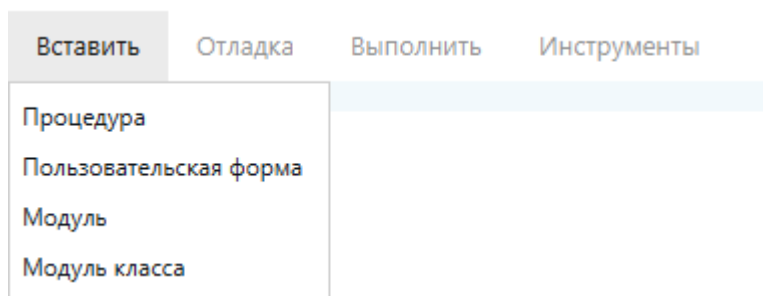 Вставить Отладка Выполнить Инструменты
Процедура
Пользовательская форма
Модуль
Модуль класса